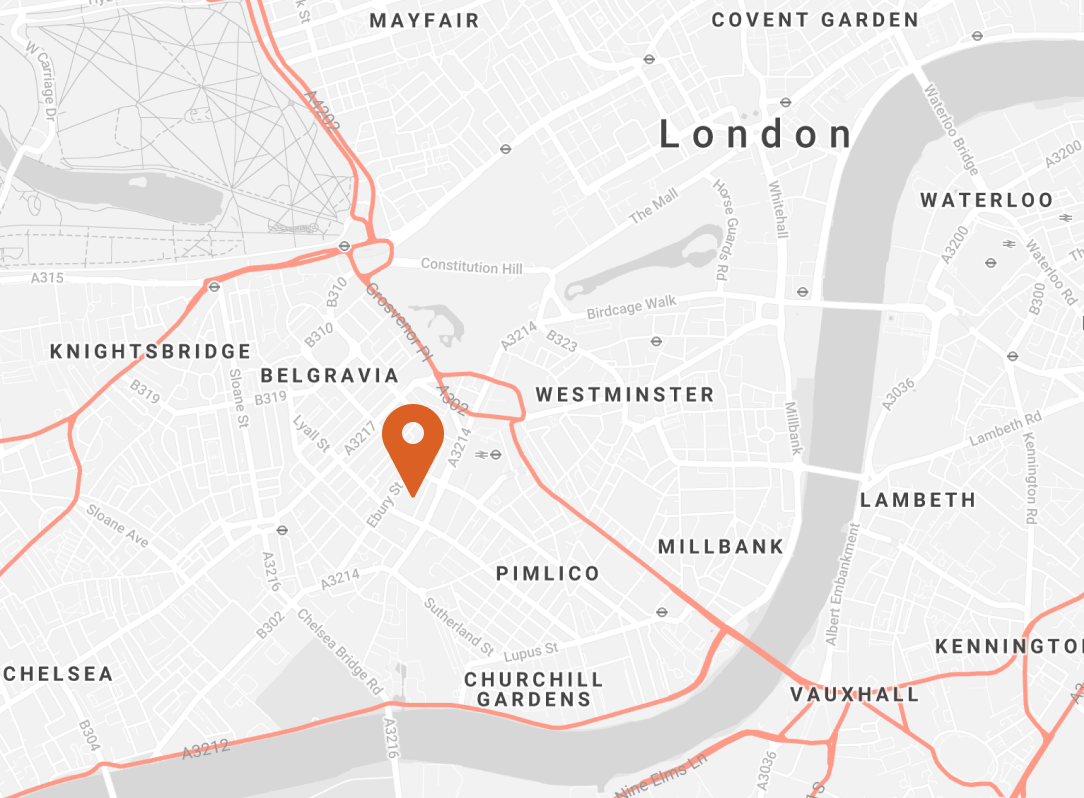 MAYFAIR
COVENT GARDEN
W Carriage Dr
A4202
London
Waterloo Bridge
A3200
WATERLOO
The Mall
Horse Guards Rd
Whitehall
A3200
Waterloo Rd
A315
Constitution Hill
B310
Birdcage Walk
B300
Grosvenor Pl
B310
A3214
B323
KNIGHTSBRIDGE
BELGRAVIA
B319
Sloane St
B319
A302
WESTMINSTER
A3036
Lyall St
A3217
A3214
Millbank
Lambeth Rd
Kennington Rd
Ebury St
LAMBETH
Sloane Ave
MILLBANK
PIMLICO
A3216
A3214
Albert Embankment
B302
Chelsea Bridge Rd
Sutherland St
Lupus St
KENNINGTO
CHELSEA
CHURCHILL
GARDENS
VAUXHALL
B304
A3212
A3216
Nine Elms Ln
A3036